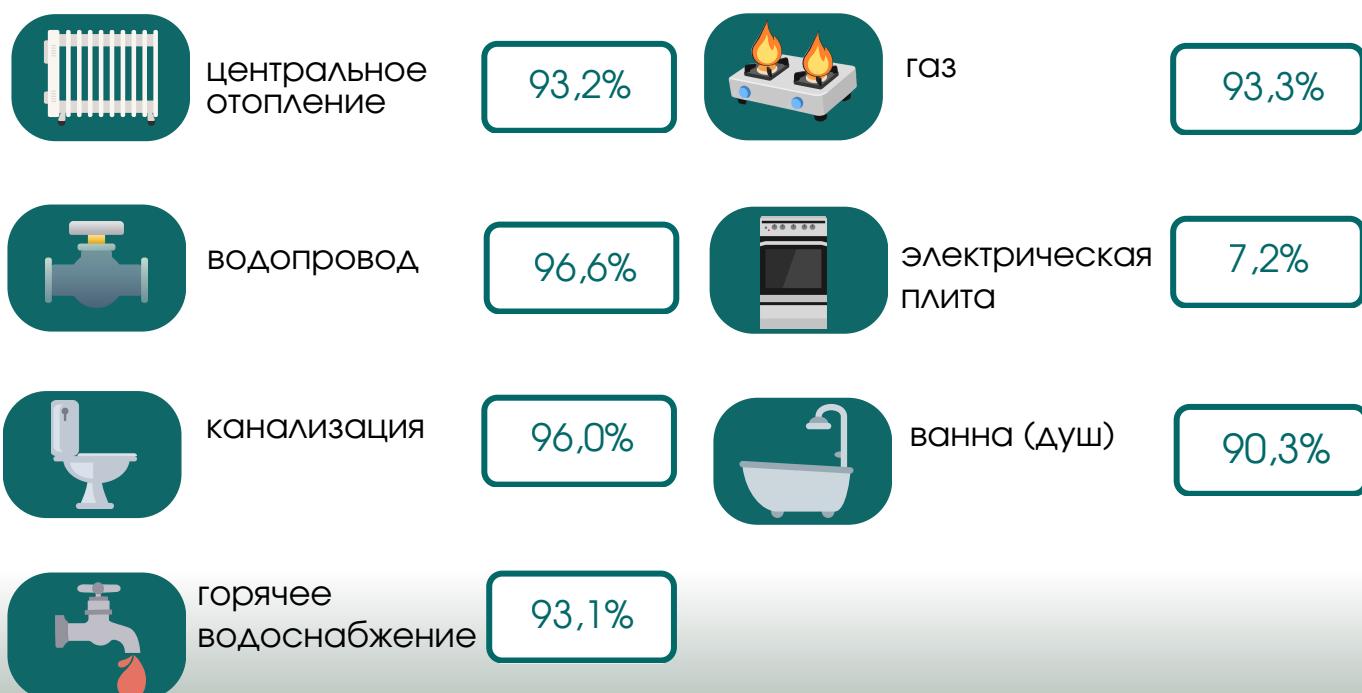 центральное
отопление
93,2%
газ
93,3%
водопровод
96,6%
электрическая
плита
7,2%
канализация
96,0%
ванна (душ)
90,3%
горячее
водоснабжение
93,1%